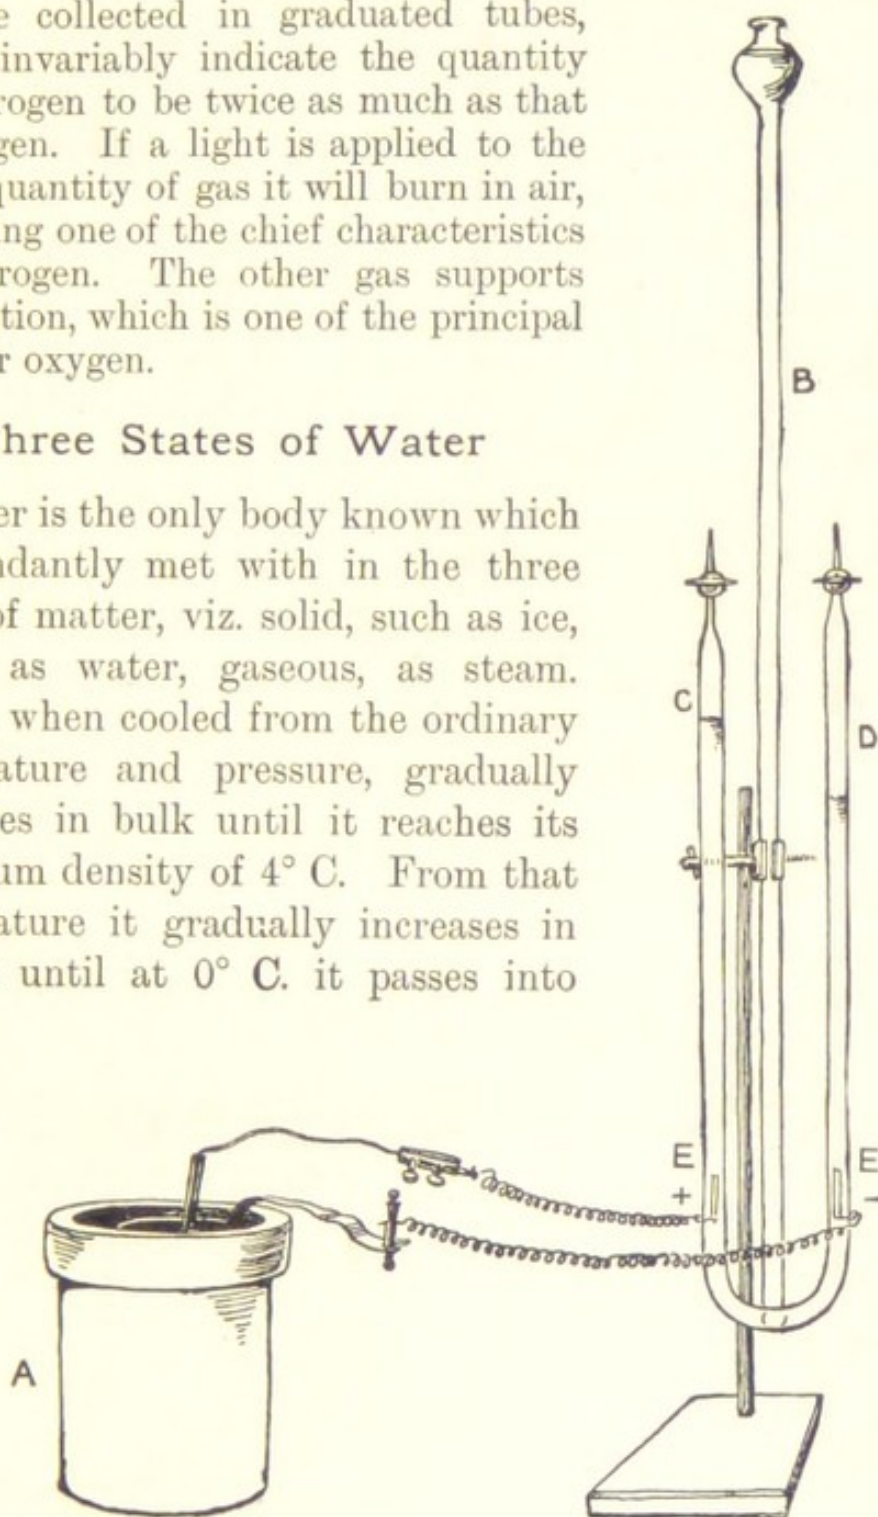 e collected in graduated tubes,
invariably indicate the quantity
rogen to be twice as much as that
gen. If a light is applied to the
quantity of gas it will burn in air,
ing one of the chief characteristics
rogen. The other gas supports
tion, which is one of the principal
r oxygen.
hree States of Water
er is the only body known which
ndantly met with in the three
of matter, viz. solid, such as ice,
as water, gaseous, as steam.
when cooled from the ordinary
ature and pressure, gradually
es in bulk until it reaches its
um density of 4° C. From that
ature it gradually increases in
until at 0° C. it passes into
B
C
D
E
E
+
−
A